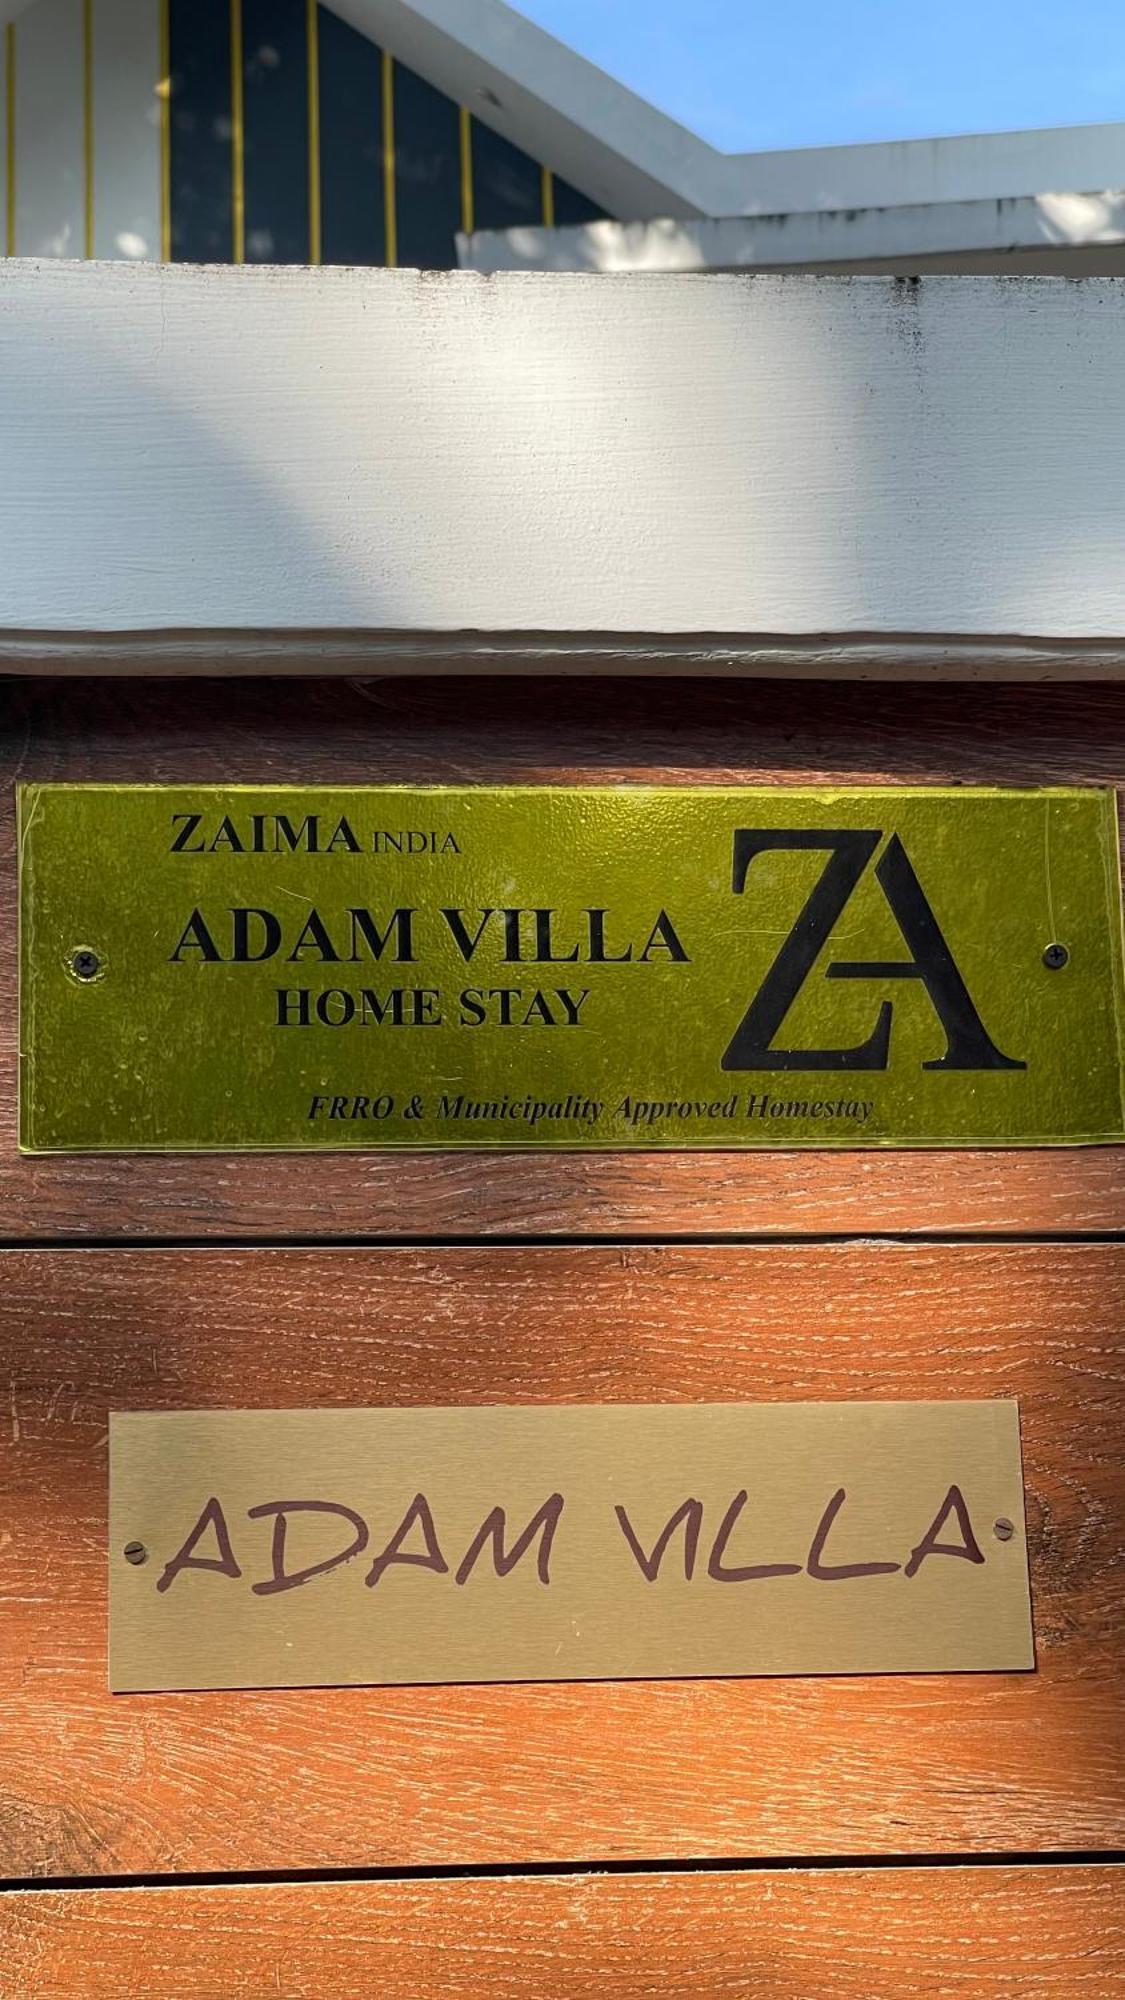 ZAIMA INDIA
ADAM VILLA
HOME STAY
ZA
FRRO & Municipality Approved Homestay
ADAM VILLA